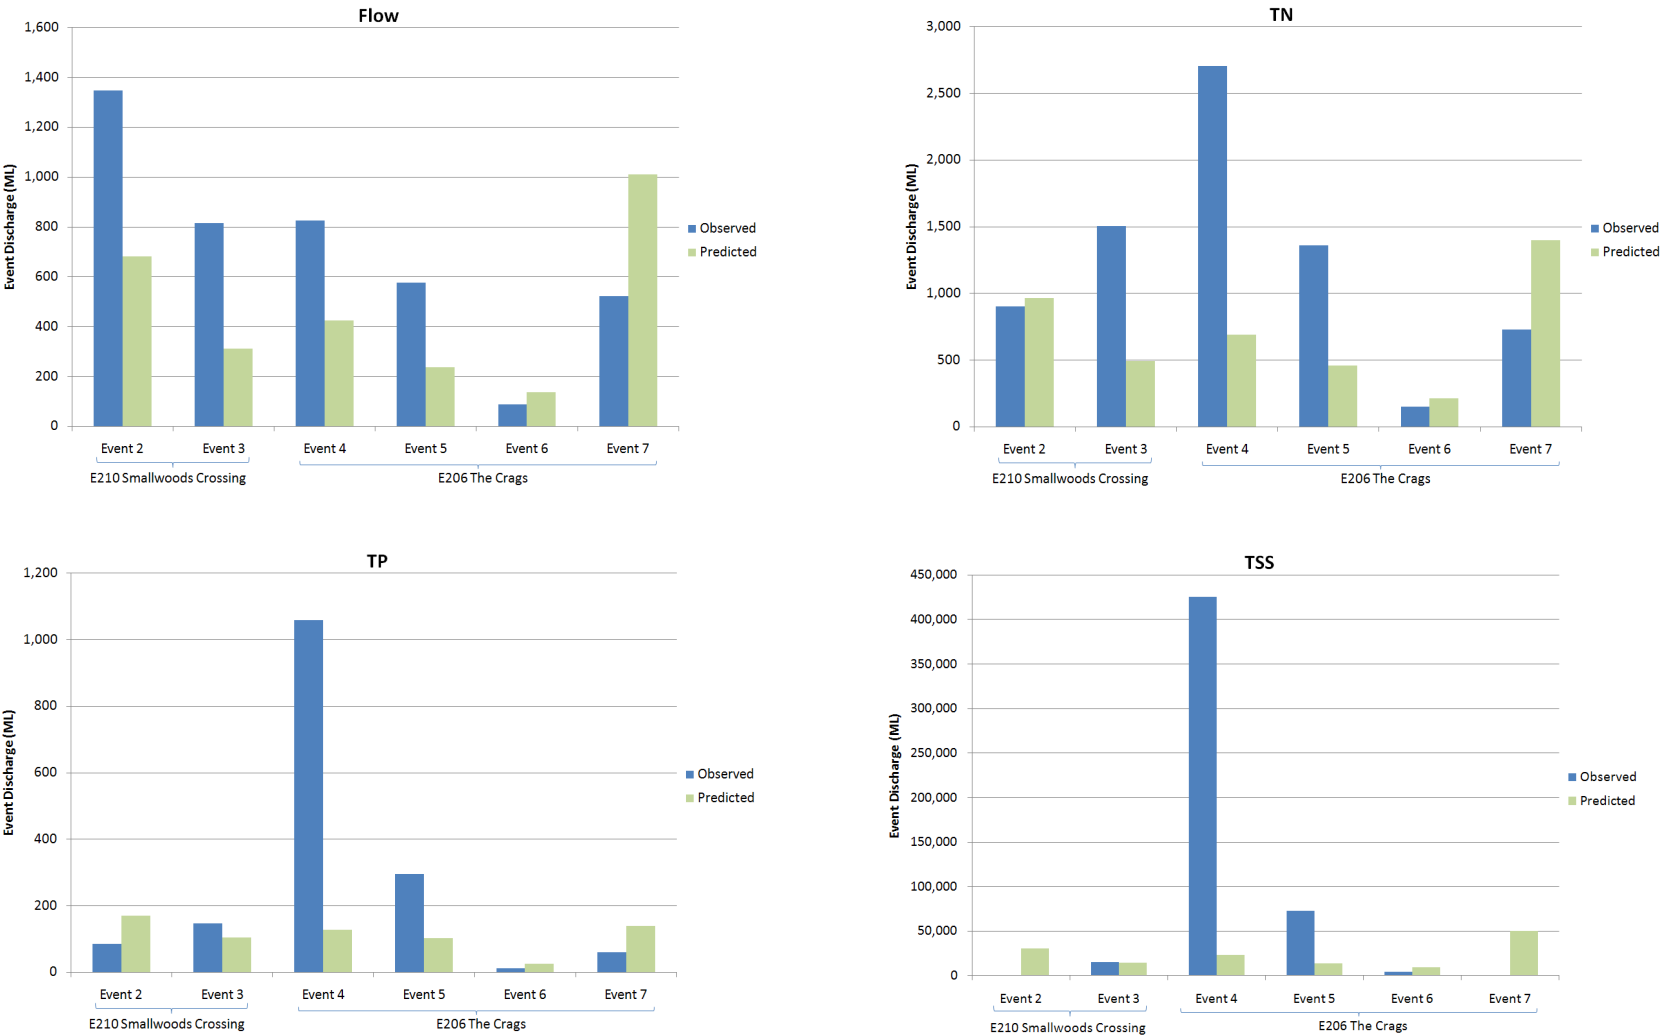 Flow
1,600
1,400
1,200
1,000
800
600
400
200
0
Event Discharge (ML)
Observed
Predicted
Event 2 Event 3 Event 4 Event 5 Event 6 Event 7
E210 Smallwoods Crossing E206 The Crags
TN
3,000
2,500
2,000
1,500
1,000
500
0
Event Discharge (ML)
Observed
Predicted
Event 2 Event 3 Event 4 Event 5 Event 6 Event 7
E210 Smallwoods Crossing E206 The Crags
TP
1,200
1,000
800
600
400
200
0
Event Discharge (ML)
Observed
Predicted
Event 2 Event 3 Event 4 Event 5 Event 6 Event 7
E210 Smallwoods Crossing E206 The Crags
TSS
450,000
400,000
350,000
300,000
250,000
200,000
150,000
100,000
50,000
0
Event Discharge (ML)
Observed
Predicted
Event 2 Event 3 Event 4 Event 5 Event 6 Event 7
E210 Smallwoods Crossing E206 The Crags